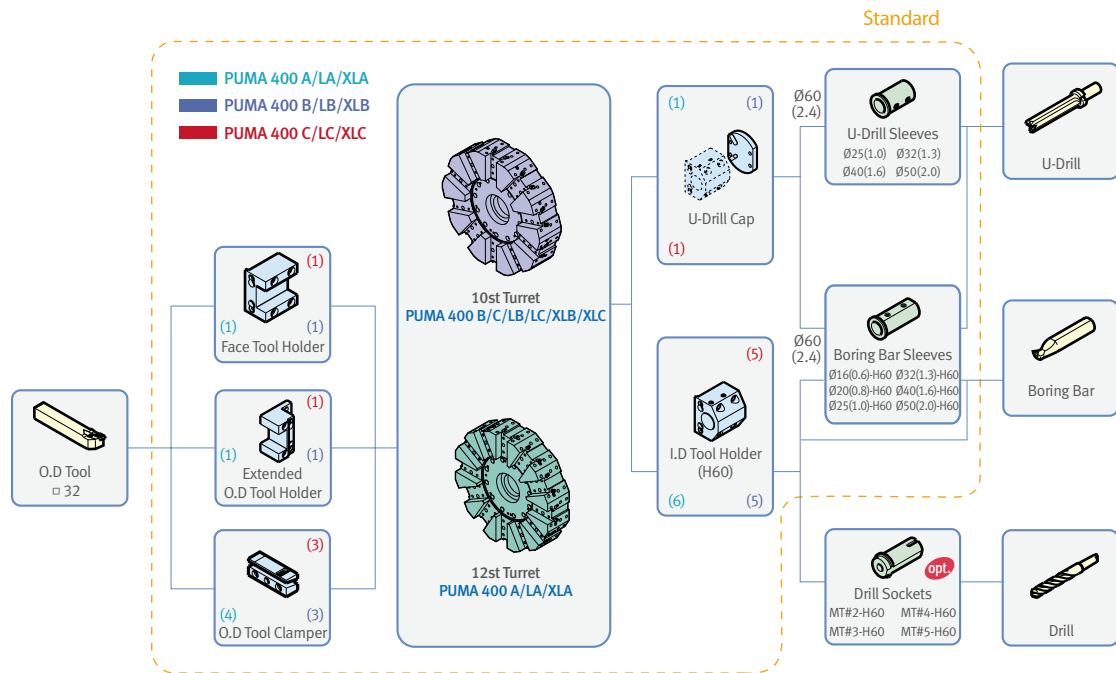 Standard
PUMA 400 A/LA/XLA
PUMA 400 B/LB/XLB
PUMA 400 C/LC/XLC
O.D Tool
□ 32
(1)
(1)
(1)
Face Tool Holder
(1)
(1)
(1)
Extended
O.D Tool Holder
(3)
(4)
(3)
O.D Tool Clamper
10st Turret
PUMA 400 B/C/LB/LC/XLB/XLC
12st Turret
PUMA 400 A/LA/XLA
(1)
(1)
U-Drill Cap
(1)
(5)
I.D Tool Holder
(H60)
(6)
(5)
Ø60
(2.4)
U-Drill Sleeves
Ø25(1.0) Ø32(1.3)
Ø40(1.6) Ø50(2.0)
Ø60
(2.4)
Boring Bar Sleeves
Ø16(0.6)-H60 Ø32(1.3)-H60
Ø20(0.8)-H60 Ø40(1.6)-H60
Ø25(1.0)-H60 Ø50(2.0)-H60
opt.
Drill Sockets
MT#2-H60 MT#4-H60
MT#3-H60 MT#5-H60
U-Drill
Boring Bar
Drill